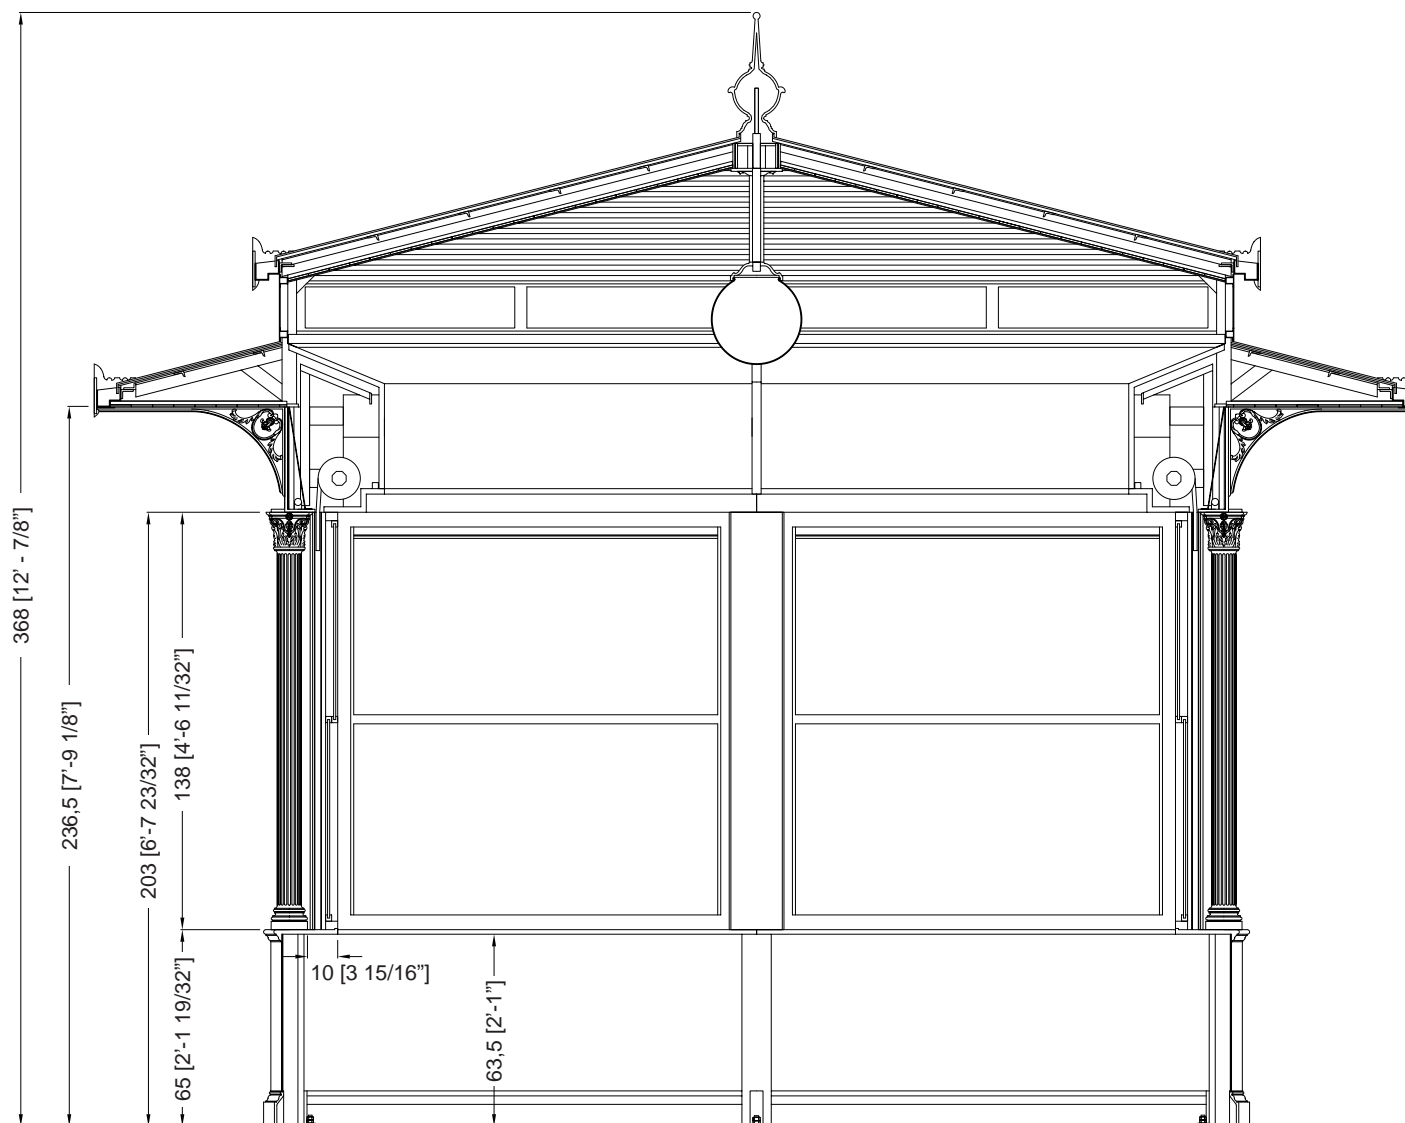 368 [12’ - 7/8”]
236,5 [7’-9 1/8”]
203 [6’-7 23/32”]
138 [4’-6 11/32”]
65 [2’-1 19/32”]
10 [3 15/16”]
63,5 [2’-1”]